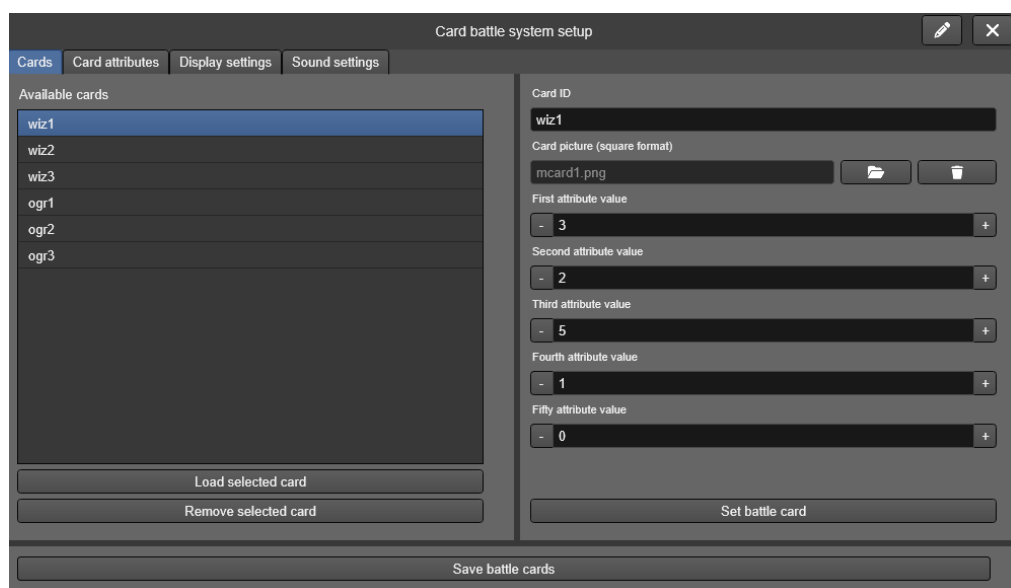 Card battle system setup
Cards Card attributes Display settings Sound settings
Available cards
wiz1
wiz2
wiz3
ogr1
ogr2
ogr3
Load selected card
Remove selected card
Card ID
wiz1
Card picture (square format)
mcard1.png
First attribute value
- 3 +
Second attribute value
- 2 +
Third attribute value
- 5 +
Fourth attribute value
- 1 +
Fifty attribute value
- 0 +
Set battle card
Save battle cards